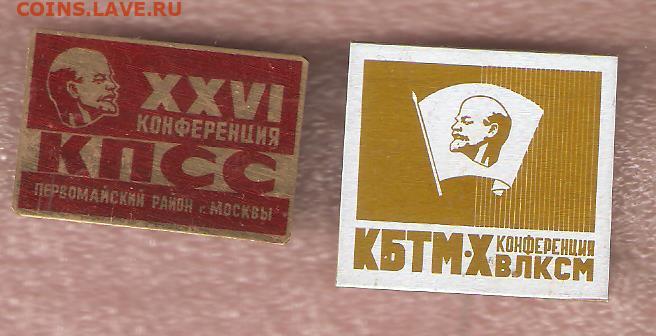 COINS.LAVE.RU
XXVI
КОНФЕРЕНЦИЯ
КПСС
ПЕРВОМАЙСКИЙ РАЙОН г. МОСКВЫ
КБТМ·X КОНФЕРЕНЦИЯ
ВЛКСМ